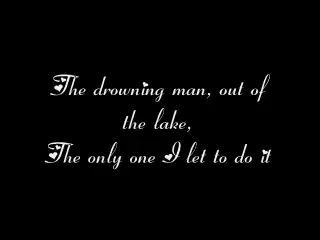 The drowning man, out of
the lake,
The only one I let to do it